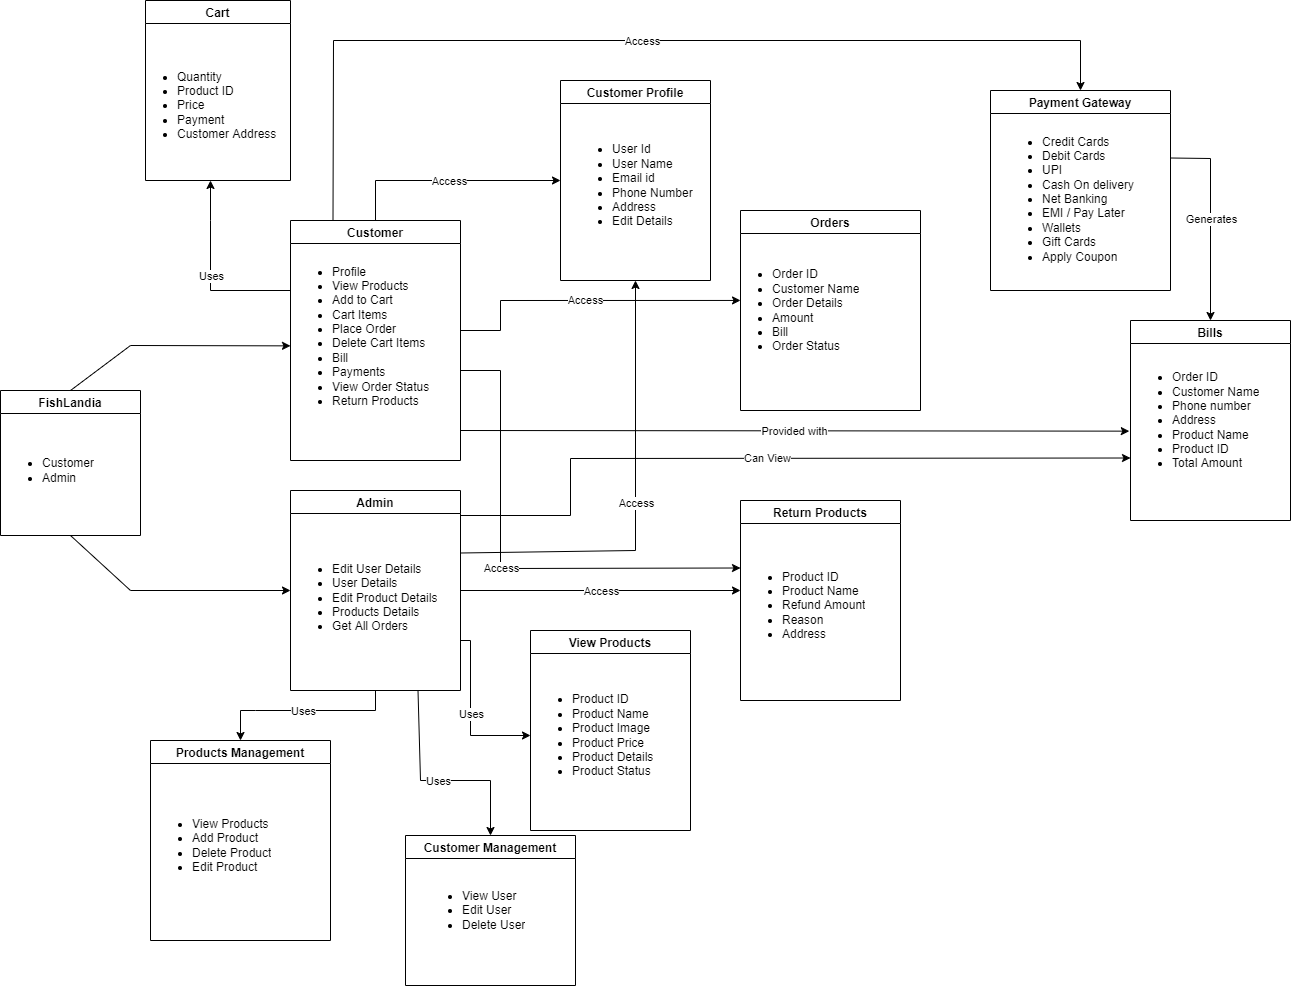 Cart
Quantity
Product ID
Price
Payment
Customer Address
Access
Customer Profile
User Id
User Name
Email id
Phone Number
Address
Edit Details
Payment Gateway
Credit Cards
Debit Cards
UPI
Cash On delivery
Net Banking
EMI / Pay Later
Wallets
Gift Cards
Apply Coupon
Access
Generates
Uses
Customer
Profile
View Products
Add to Cart
Cart Items
Place Order
Delete Cart Items
Bill
Payments
View Order Status
Return Products
Access
Orders
Order ID
Customer Name
Order Details
Amount
Bill
Order Status
Bills
Order ID
Customer Name
Phone number
Address
Product Name
Product ID
Total Amount
FishLandia
Customer
Admin
Provided with
Can View
Access
Admin
Edit User Details
User Details
Edit Product Details
Products Details
Get All Orders
Access
Access
Return Products
Product ID
Product Name
Refund Amount
Reason
Address
View Products
Product ID
Product Name
Product Image
Product Price
Product Details
Product Status
Uses
Uses
Uses
Products Management
View Products
Add Product
Delete Product
Edit Product
Customer Management
View User
Edit User
Delete User